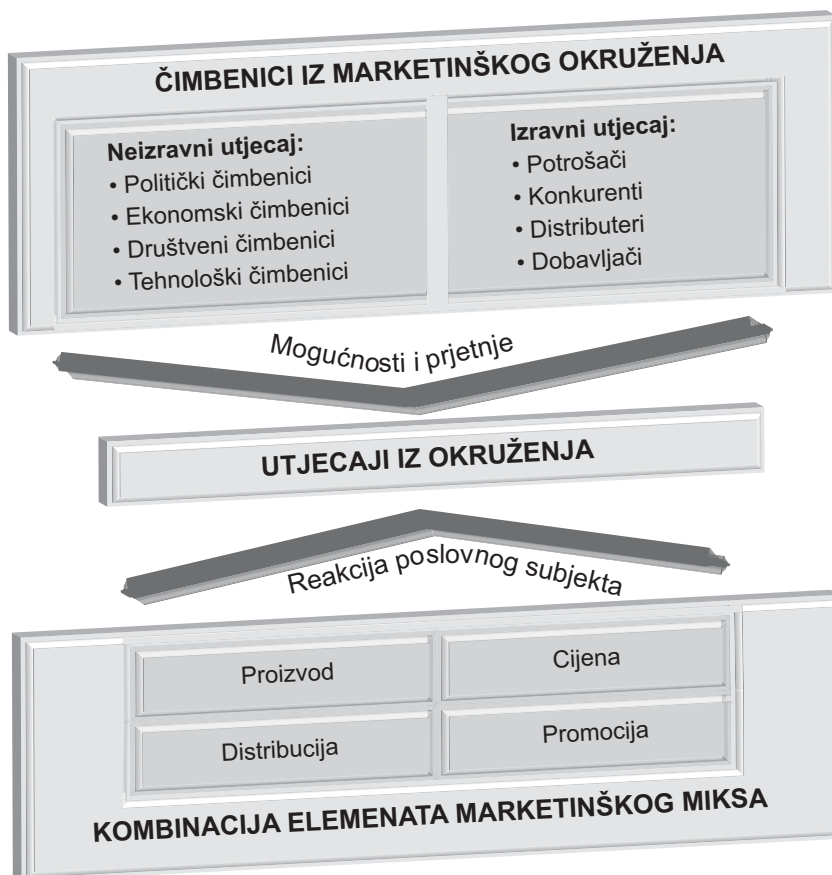 ČIMBENICI IZ MARKETINŠKOG OKRUŽENJA
Neizravni utjecaj:
• Politički čimbenici
• Ekonomski čimbenici
• Društveni čimbenici
• Tehnološki čimbenici
Izravni utjecaj:
• Potrošači
• Konkurenti
• Distributeri
• Dobavljači
Mogućnosti i prjetnje
UTJECAJI IZ OKRUŽENJA
Reakcija poslovnog subjekta
Proizvod
Cijena
Distribucija
Promocija
KOMBINACIJA ELEMENATA MARKETINŠKOG MIKSA